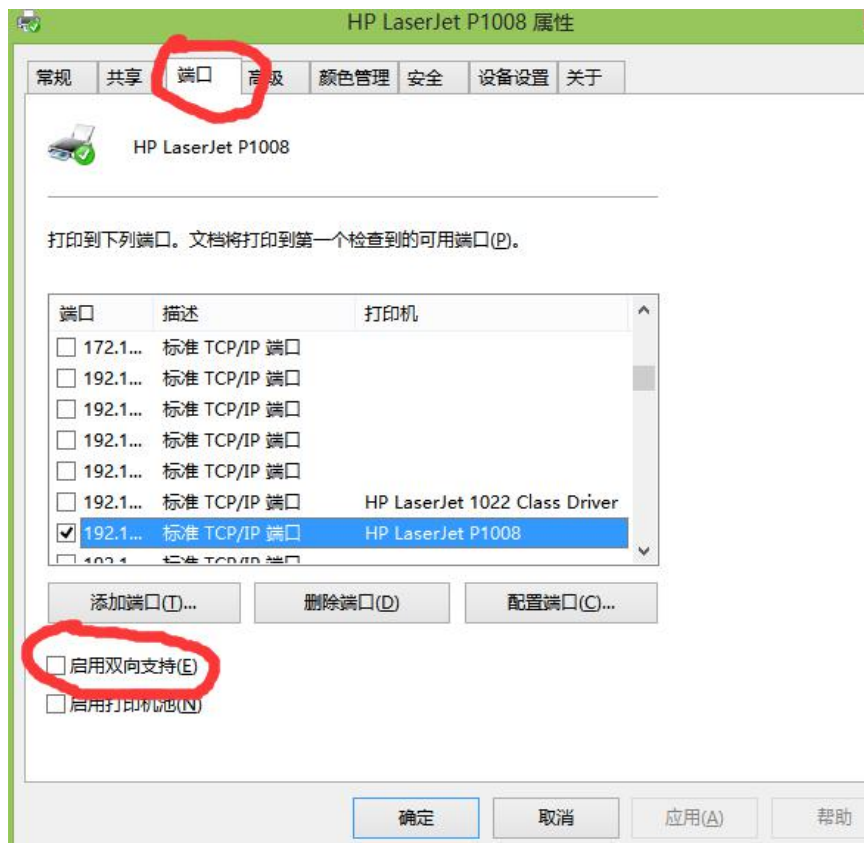 HP LaserJet P1008 属性
常规 共享 端口 高级 颜色管理 安全 设备设置 关于
HP LaserJet P1008
打印到下列端口。文档将打印到第一个检查到的可用端口(P)。
端口 描述 打印机
172.1... 标准 TCP/IP 端口
192.1... 标准 TCP/IP 端口
192.1... 标准 TCP/IP 端口
192.1... 标准 TCP/IP 端口
192.1... 标准 TCP/IP 端口
192.1... 标准 TCP/IP 端口 HP LaserJet 1022 Class Driver
192.1... 标准 TCP/IP 端口 HP LaserJet P1008
192.1... 标准 TCP/IP 端口
添加端口(T)... 删除端口(D) 配置端口(C)...
启用双向支持(E)
启用打印机池(N)
确定 取消 应用(A) 帮助